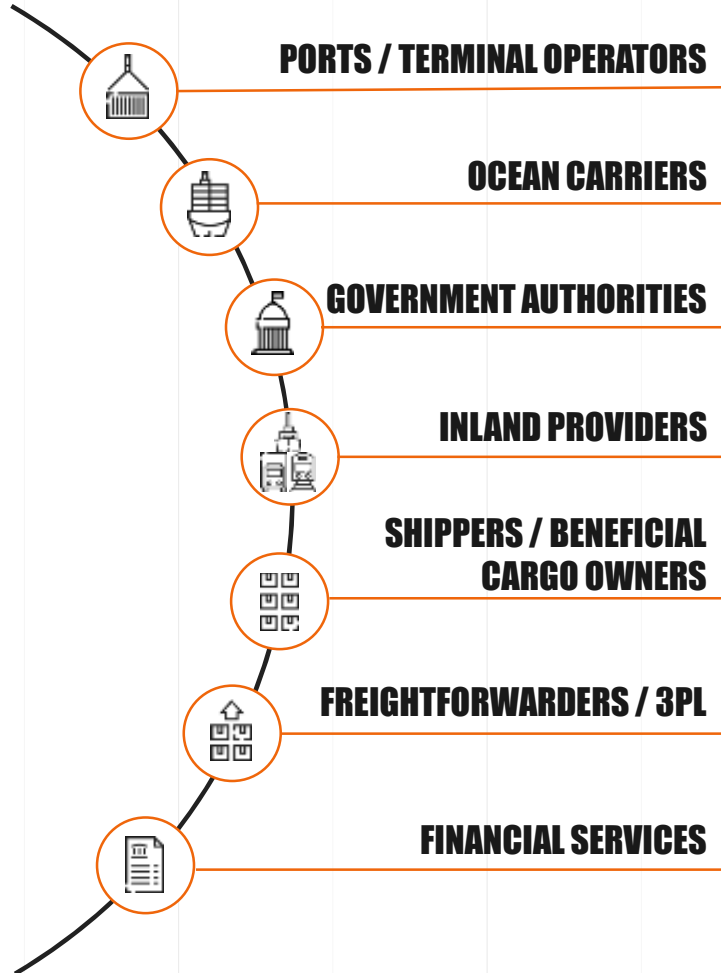 PORTS / TERMINAL OPERATORS
OCEAN CARRIERS
GOVERNMENT AUTHORITIES
INLAND PROVIDERS
SHIPPERS / BENEFICIAL
CARGO OWNERS
FREIGHTFORWARDERS / 3PL
FINANCIAL SERVICES